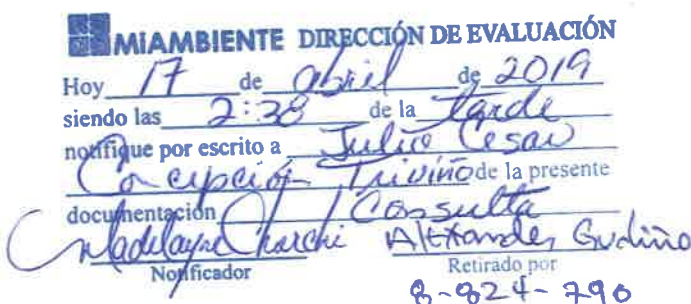 MiAMBIENTE DIRECCIÓN DE EVALUACIÓN
Hoy 17 de abril de 2019
siendo las 2:38 de la tarde
notifique por escrito a Julio Cesar
Concepción Triviño de la presente
documentación Consulta
Madelayne Alexander Gudiño
Notificador Retirado por
8-824-790